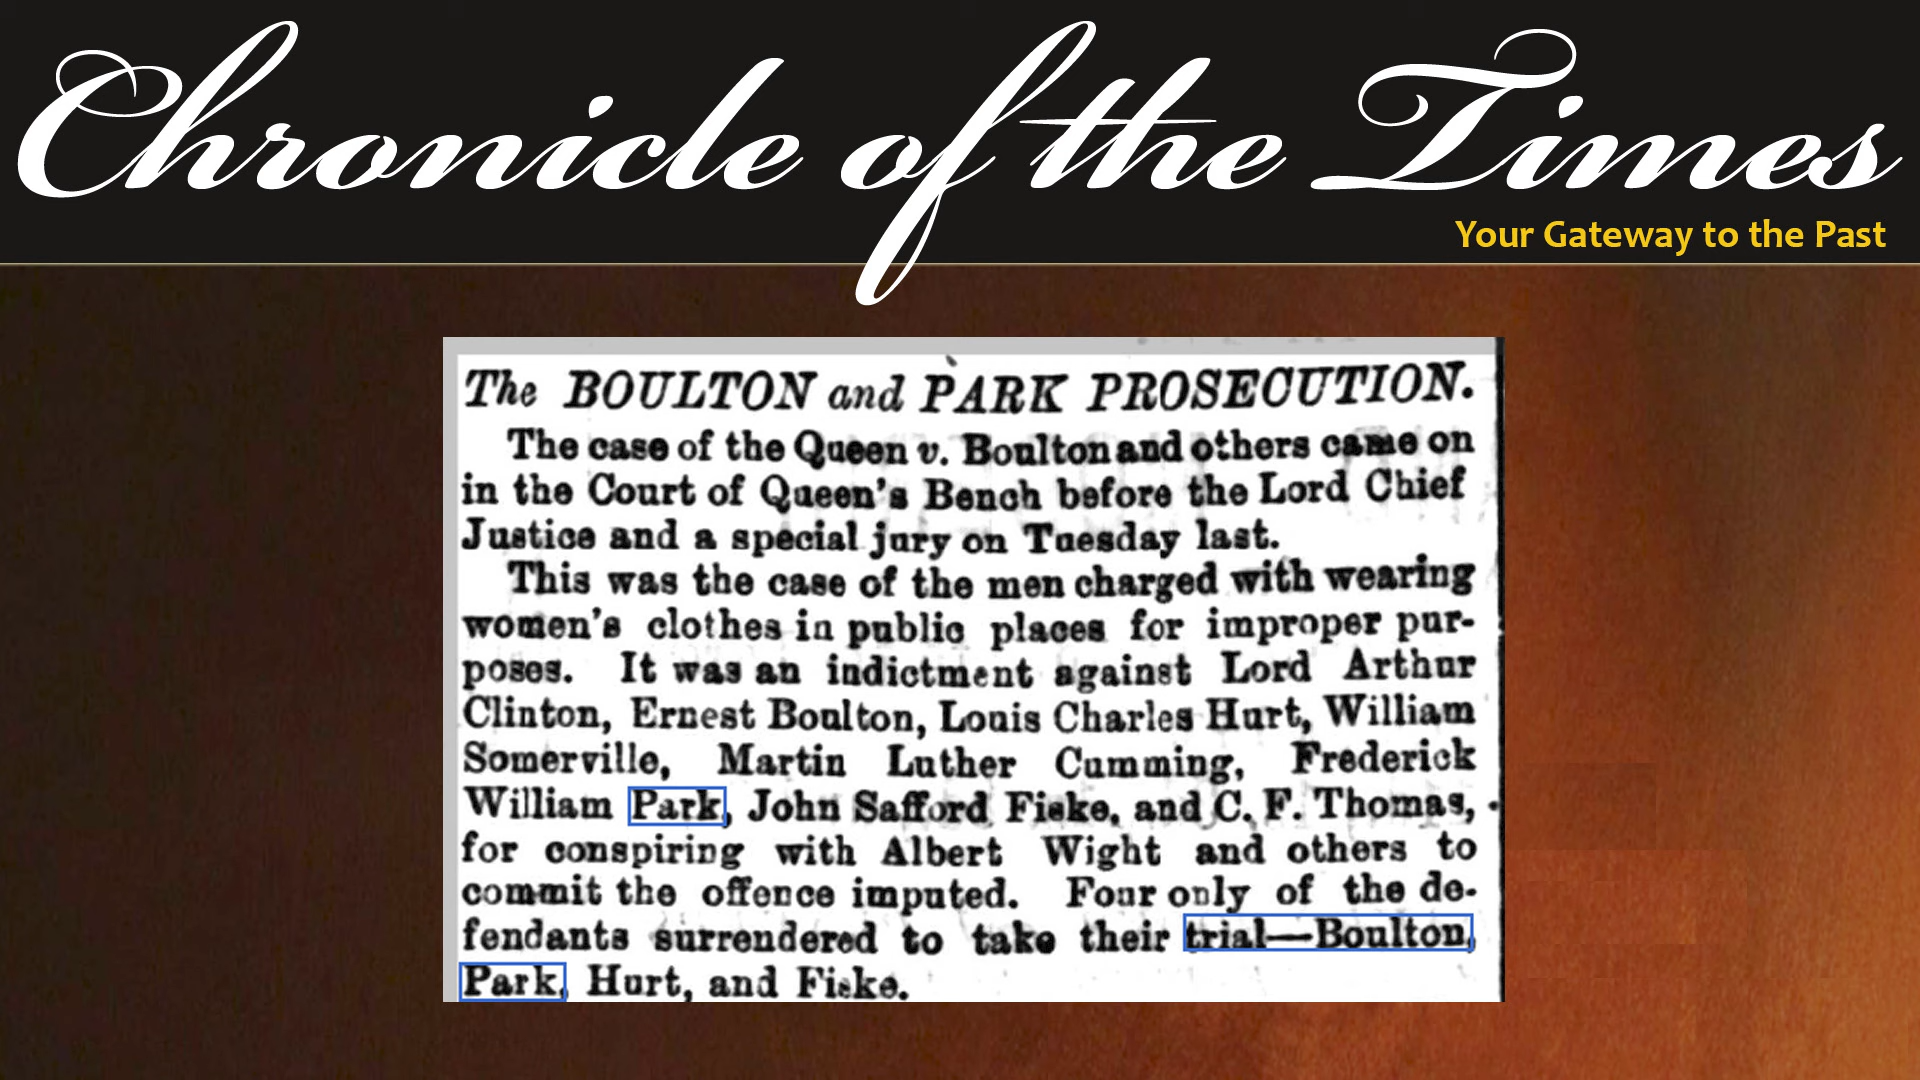 Chronicle of the Times
Your Gateway to the Past
The BOULTON and PARK PROSECUTION.
The case of the Queen v. Boulton and others came on
in the Court of Queen's Bench before the Lord Chief
Justice and a special jury on Tuesday last.
This was the case of the men charged with wearing
women's clothes in public places for improper pur-
poses. It was an indictment against Lord Arthur
Clinton, Ernest Boulton, Louis Charles Hurt, William
Somerville, Martin Luther Cumming, Frederick
William Park, John Safford Fiske, and C. F. Thomas,
for conspiring with Albert Wight and others to
commit the offence imputed. Four only of the de-
fendants surrendered to take their trial—Boulton,
Park, Hurt, and Fiske.